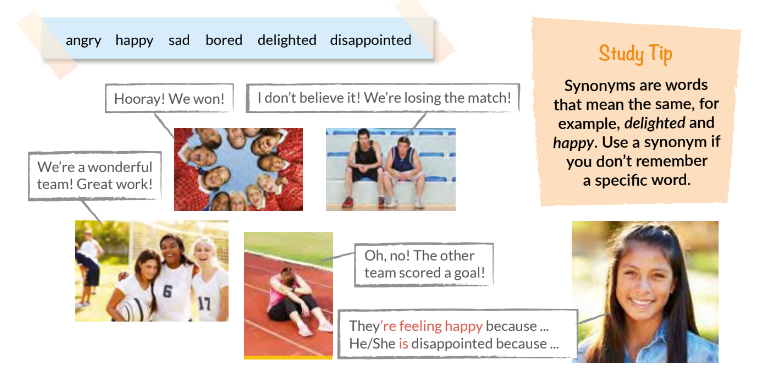 angry happy sad bored delighted disappointed
Hooray! We won!
I don't believe it! We're losing the match!
We're a wonderful
team! Great work!
6
17
Oh, no! The other
team scored a goal!
They're feeling happy because ...
He/She is disappointed because ...
Study Tip
Synonyms are words
that mean the same, for
example, delighted and
happy. Use a synonym if
you don't remember
a specific word.